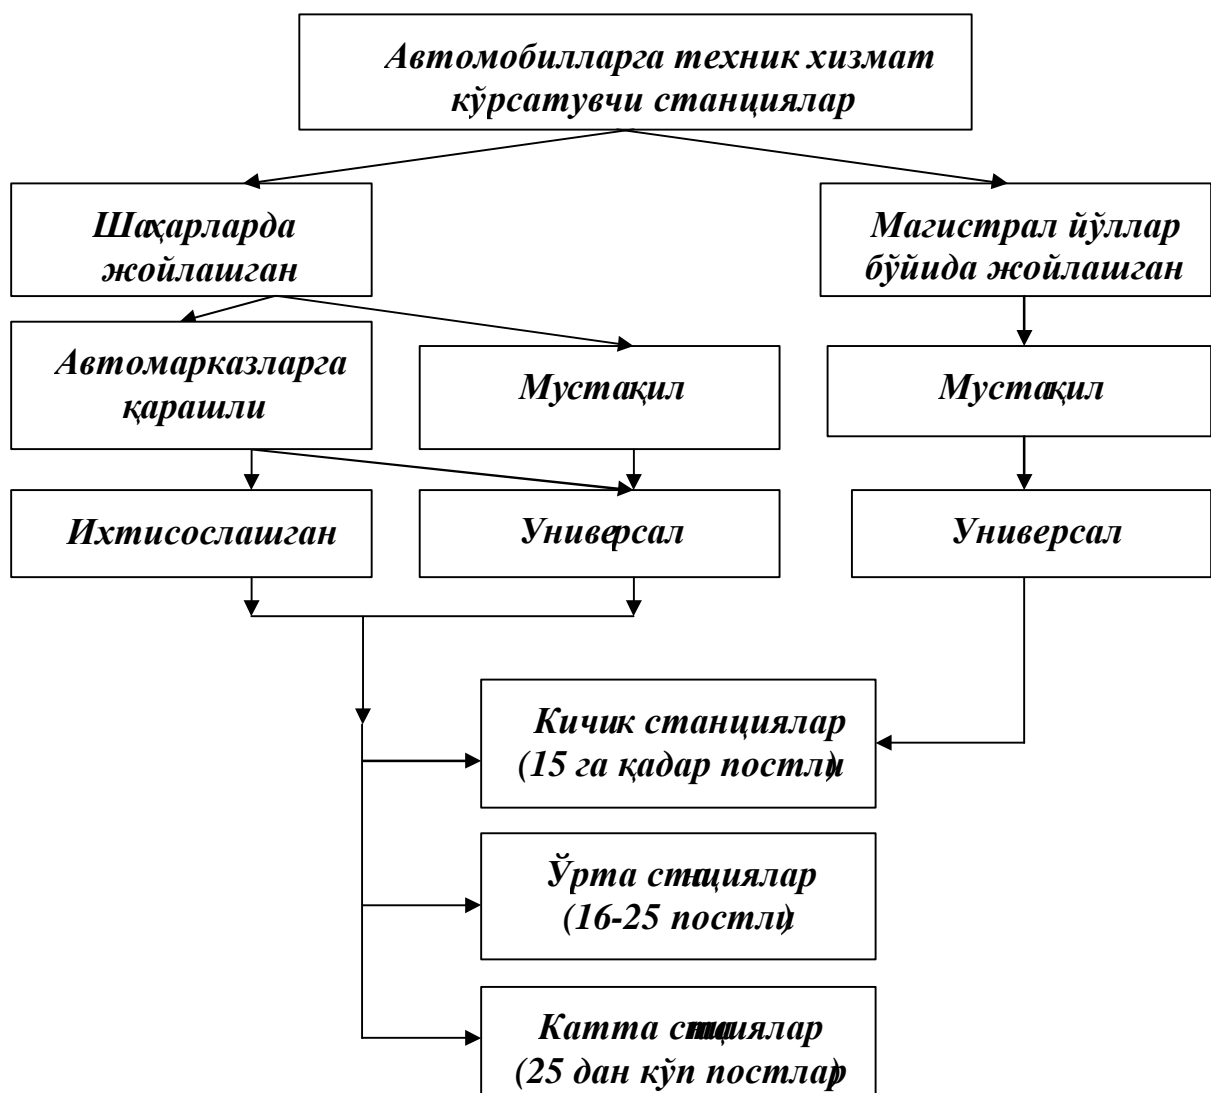 Автомобилларга техник хизмат
кўрсатувчи станциялар
Шаҳарларда
жойлашган
Магистрал йўллар
бўйида жойлашган
Автомарказларга
қарашли
Мустақил
Мустақил
Ихтисослашган
Универсал
Универсал
Кичик станциялар
(15 га қадар постли)
Ўрта станциялар
(16-25 постли)
Катта станциялар
(25 дан кўп постлар)